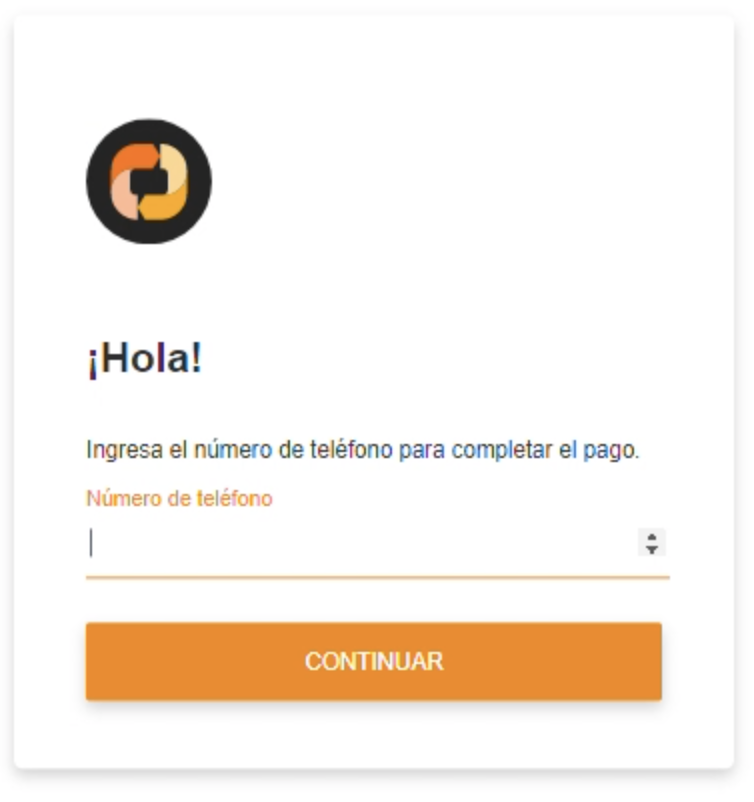 ¡Hola!
Ingresa el número de teléfono para completar el pago.
Número de teléfono
CONTINUAR